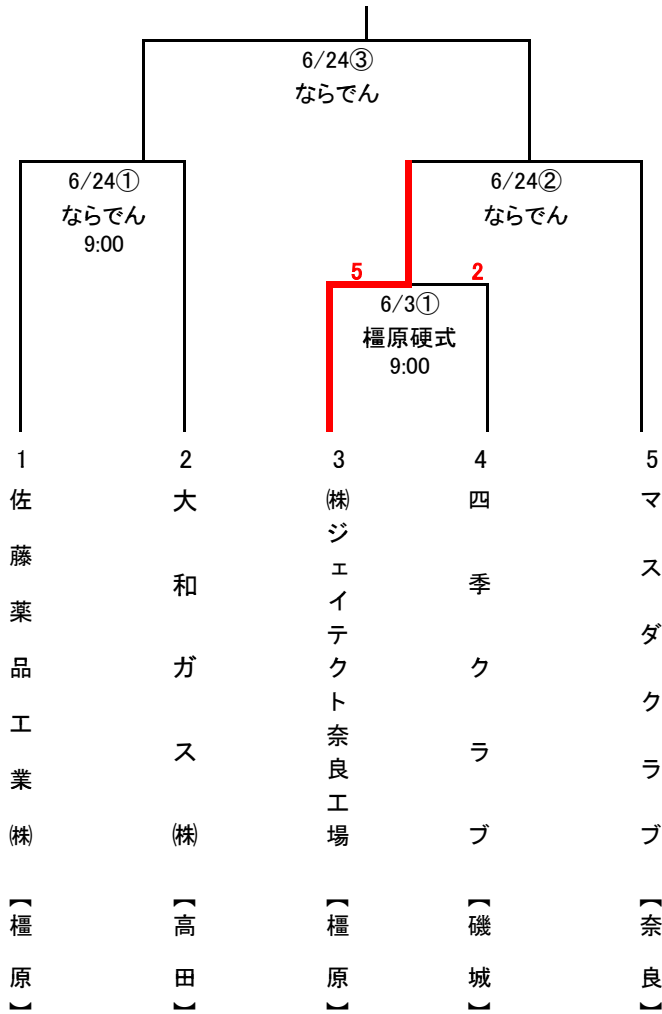 6/24③
ならでん
6/24①
ならでん
9:00
6/24②
ならでん
5
2
6/3①
橿原硬式
9:00
1
2
3
4
5
佐藤薬品工業㈱
大和ガス㈱
㈱ジェイテクト奈良工場
四季クラブ
マスダクラブ
【橿原】
【高田】
【橿原】
【磯城】
【奈良】